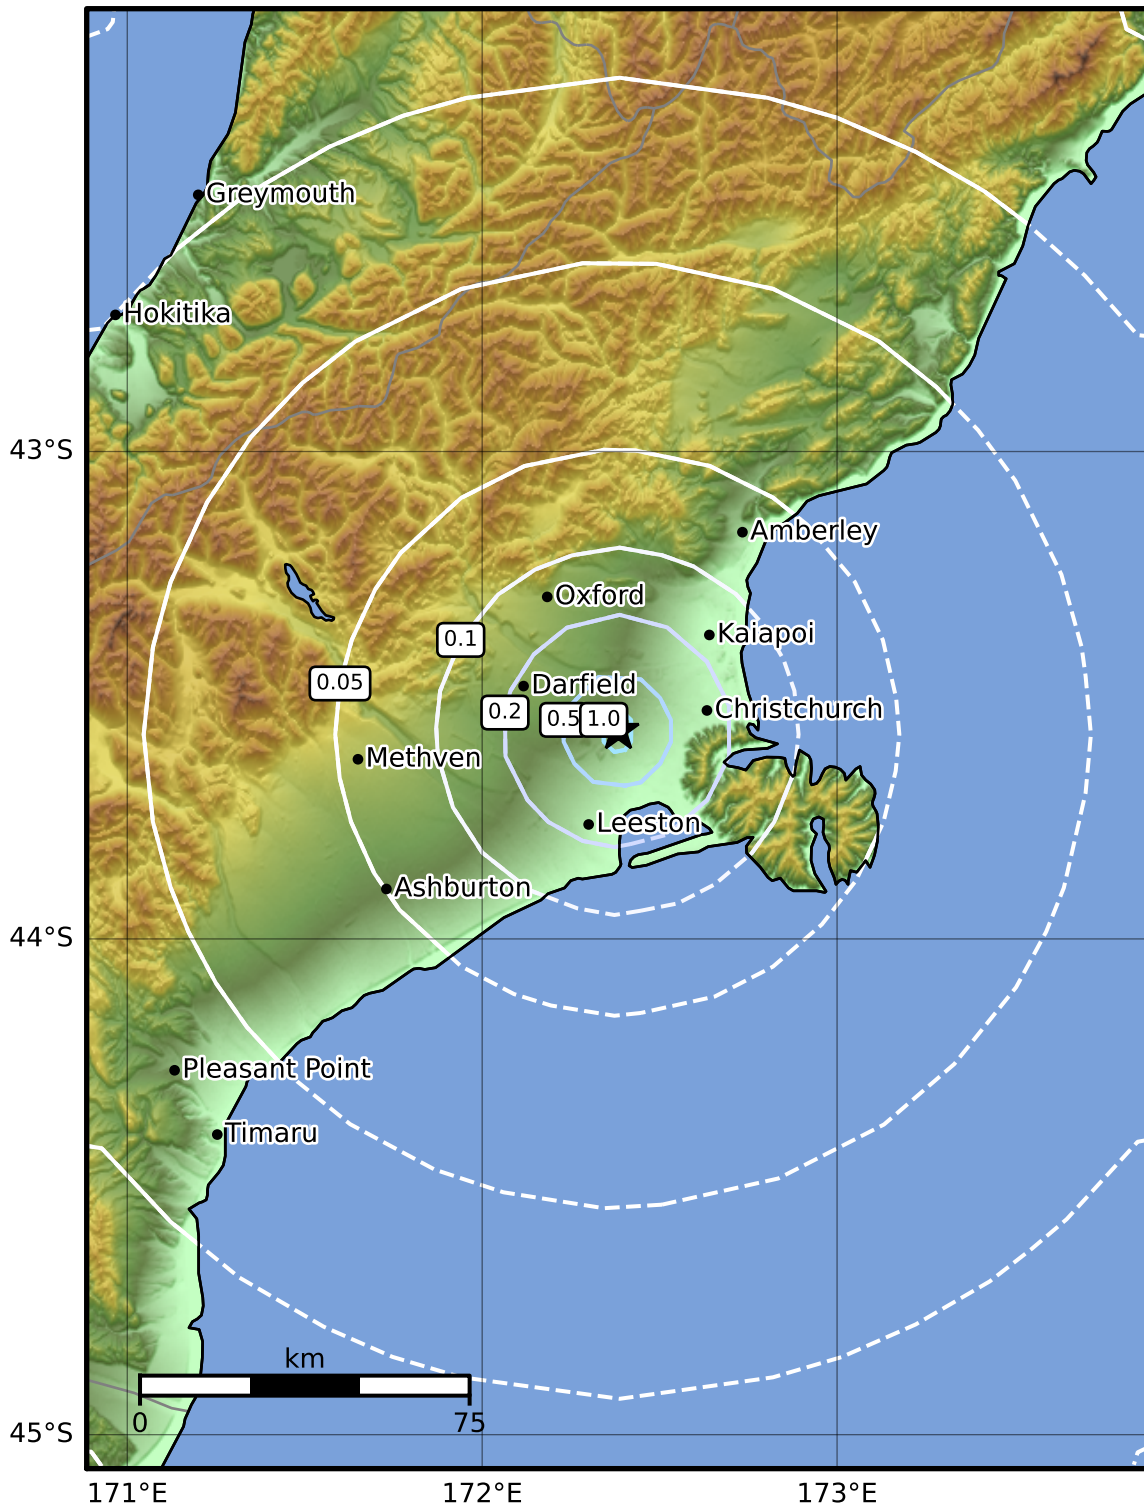 Greymouth
Hokitika
43°S
Amberley
Oxford
Kaiapoi
0.1
0.05
Darfield
0.2
0.5
1.0
Christchurch
Methven
Leeston
Ashburton
44°S
Pleasant Point
Timaru
km
0
75
45°S
171°E
172°E
173°E